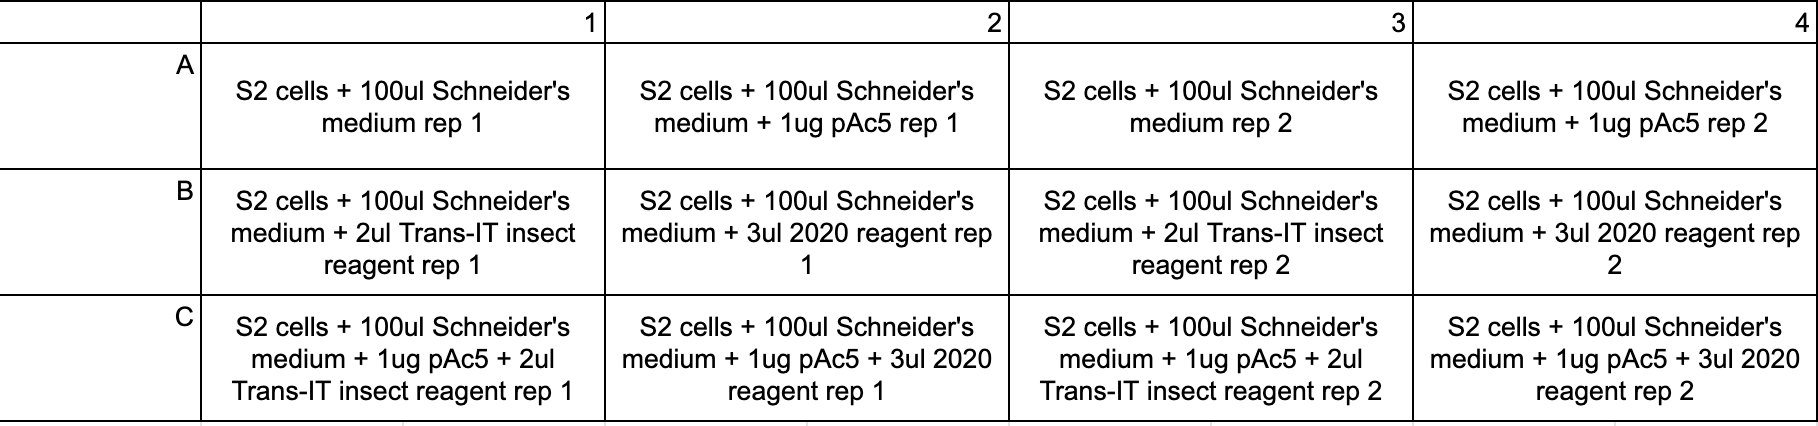 1 2 3 4
A
S2 cells + 100ul Schneider's
medium rep 1
S2 cells + 100ul Schneider's
medium + 1ug pAc5 rep 1
S2 cells + 100ul Schneider's
medium rep 2
S2 cells + 100ul Schneider's
medium + 1ug pAc5 rep 2
B
S2 cells + 100ul Schneider's
medium + 2ul Trans-IT insect
reagent rep 1
S2 cells + 100ul Schneider's
medium + 3ul 2020 reagent rep
1
S2 cells + 100ul Schneider's
medium + 2ul Trans-IT insect
reagent rep 2
S2 cells + 100ul Schneider's
medium + 3ul 2020 reagent rep
2
C
S2 cells + 100ul Schneider's
medium + 1ug pAc5 + 2ul
Trans-IT insect reagent rep 1
S2 cells + 100ul Schneider's
medium + 1ug pAc5 + 3ul 2020
reagent rep 1
S2 cells + 100ul Schneider's
medium + 1ug pAc5 + 2ul
Trans-IT insect reagent rep 2
S2 cells + 100ul Schneider's
medium + 1ug pAc5 + 3ul 2020
reagent rep 2